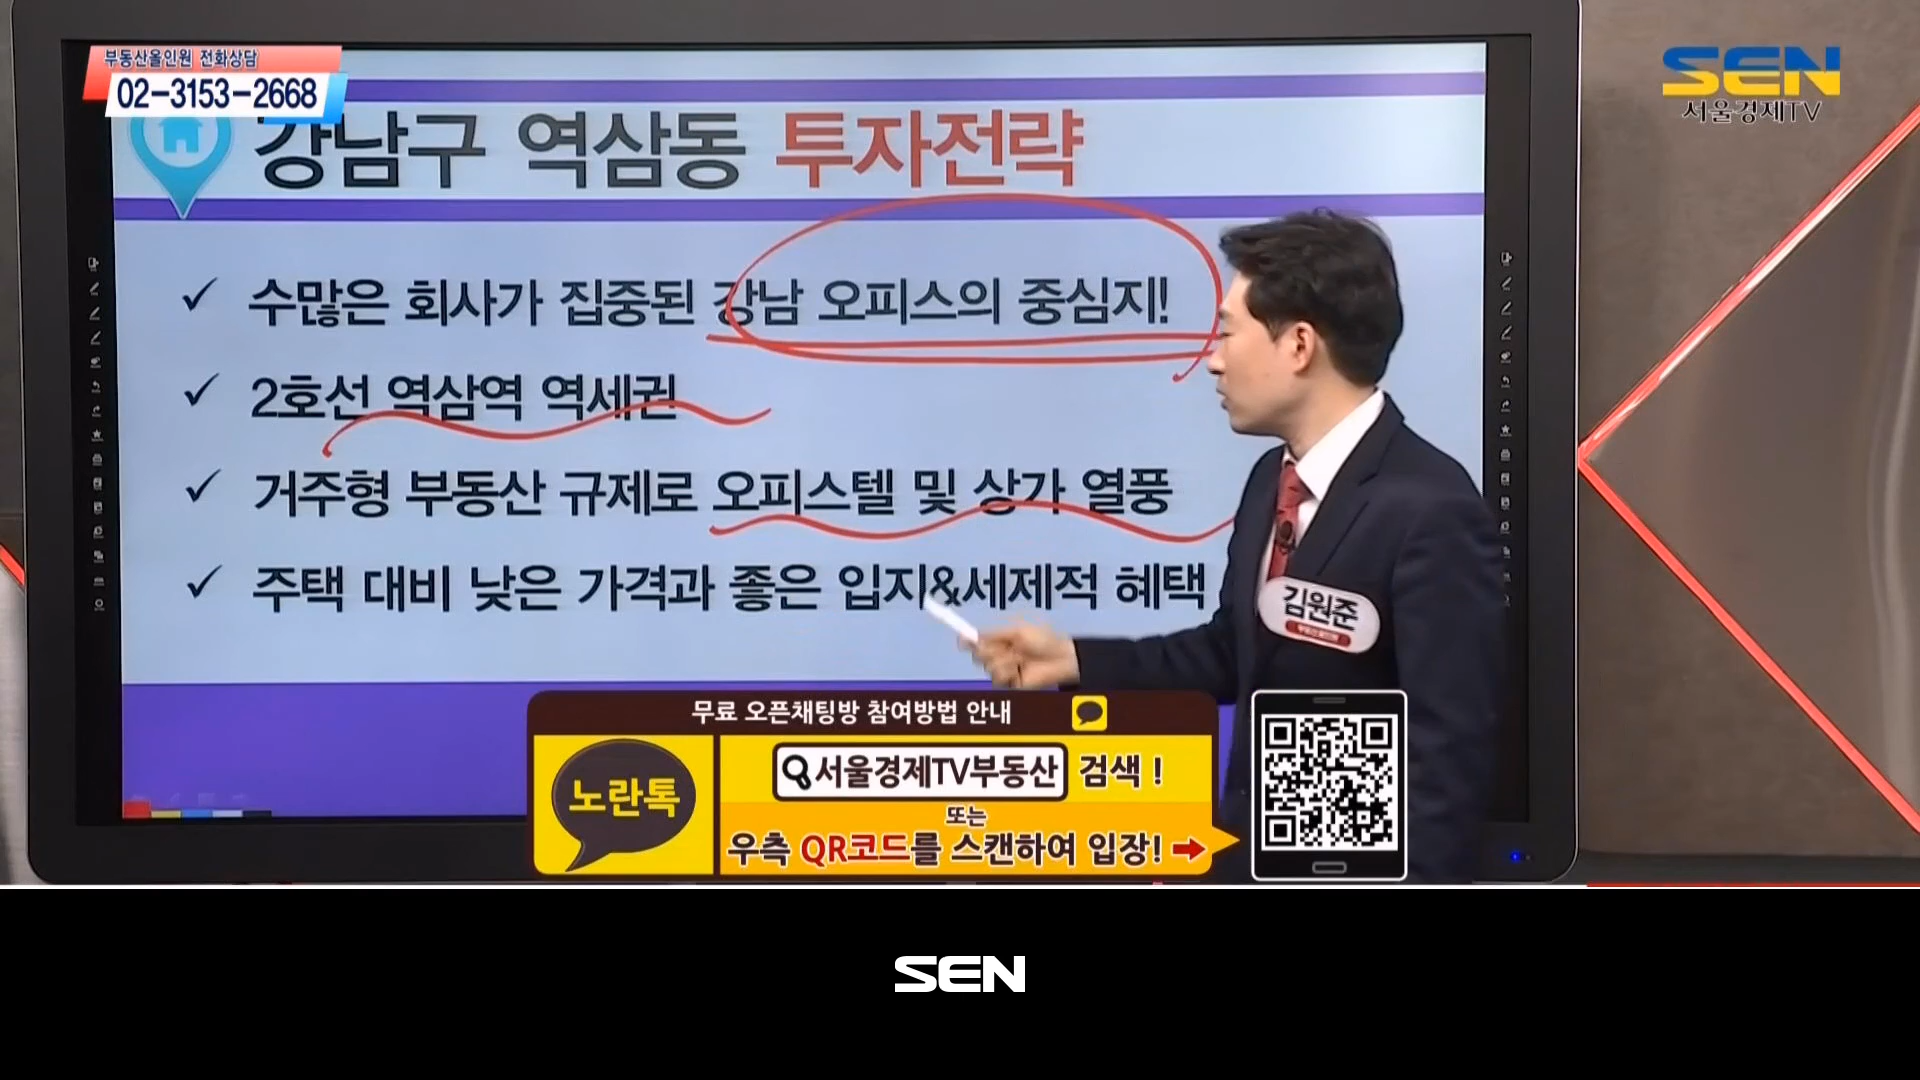 부동산올인원 전화상담
02-3153-2668
SEN
서울경제TV
강남구 역삼동 투자전략
✓ 수많은 회사가 집중된 강남 오피스의 중심지!
✓ 2호선 역삼역 역세권
✓ 거주형 부동산 규제로 오피스텔 및 상가 열풍
✓ 주택 대비 낮은 가격과 좋은 입지&세제적 혜택
김원준
무료 오픈채팅방 참여방법 안내
노란톡
서울경제TV부동산 검색 !
또는
우측 QR코드를 스캔하여 입장!
SEN